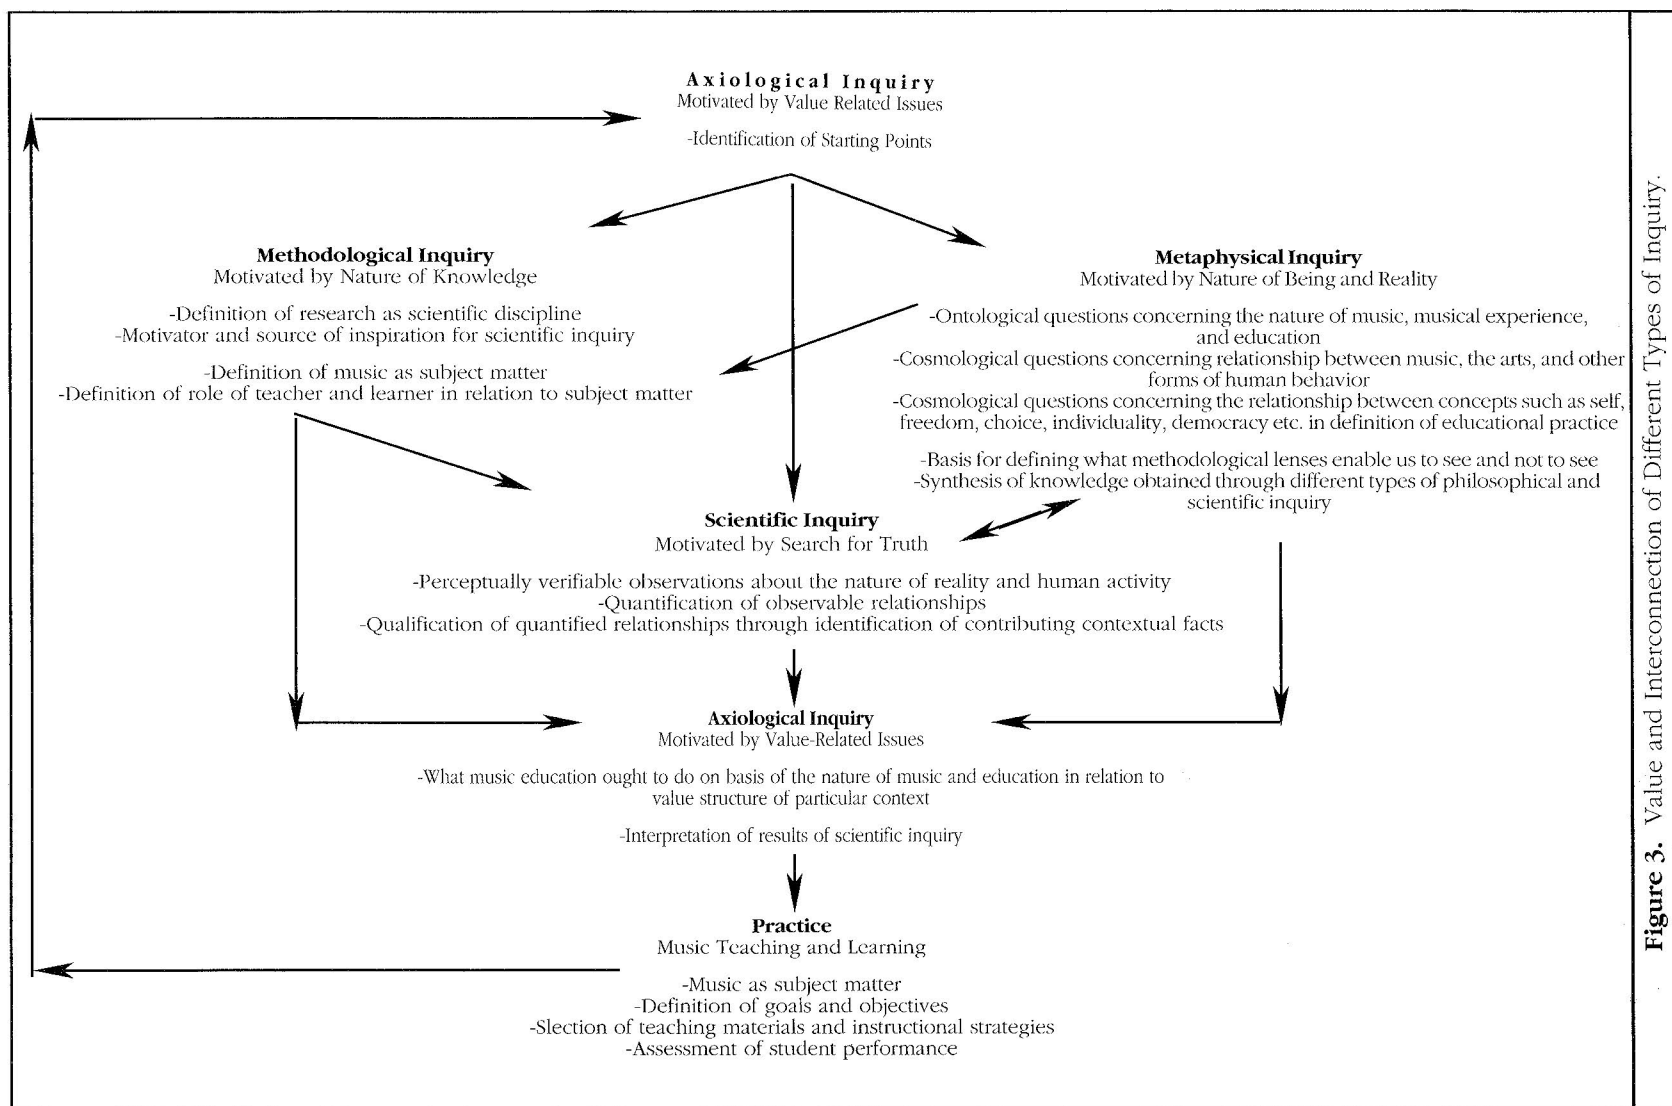 Axiological Inquiry
Motivated by Value Related Issues
-Identification of Starting Points
Methodological Inquiry
Motivated by Nature of Knowledge
-Definition of research as scientific discipline
-Motivator and source of inspiration for scientific inquiry
-Definition of music as subject matter
-Definition of role of teacher and learner in relation to subject matter
Metaphysical Inquiry
Motivated by Nature of Being and Reality
-Ontological questions concerning the nature of music, musical experience,
and education
-Cosmological questions concerning relationship between music, the arts, and other
forms of human behavior
-Cosmological questions concerning the relationship between concepts such as self,
freedom, choice, individuality, democracy etc. in definition of educational practice
-Basis for defining what methodological lenses enable us to see and not to see
-Synthesis of knowledge obtained through different types of philosophical and
scientific inquiry
Scientific Inquiry
Motivated by Search for Truth
-Perceptually verifiable observations about the nature of reality and human activity
-Quantification of observable relationships
-Qualification of quantified relationships through identification of contributing contextual facts
Axiological Inquiry
Motivated by Value-Related Issues
-What music education ought to do on basis of the nature of music and education in relation to
value structure of particular context
-Interpretation of results of scientific inquiry
Practice
Music Teaching and Learning
-Music as subject matter
-Definition of goals and objectives
-Slection of teaching materials and instructional strategies
-Assessment of student performance
Figure 3. Value and Interconnection of Different Types of Inquiry.